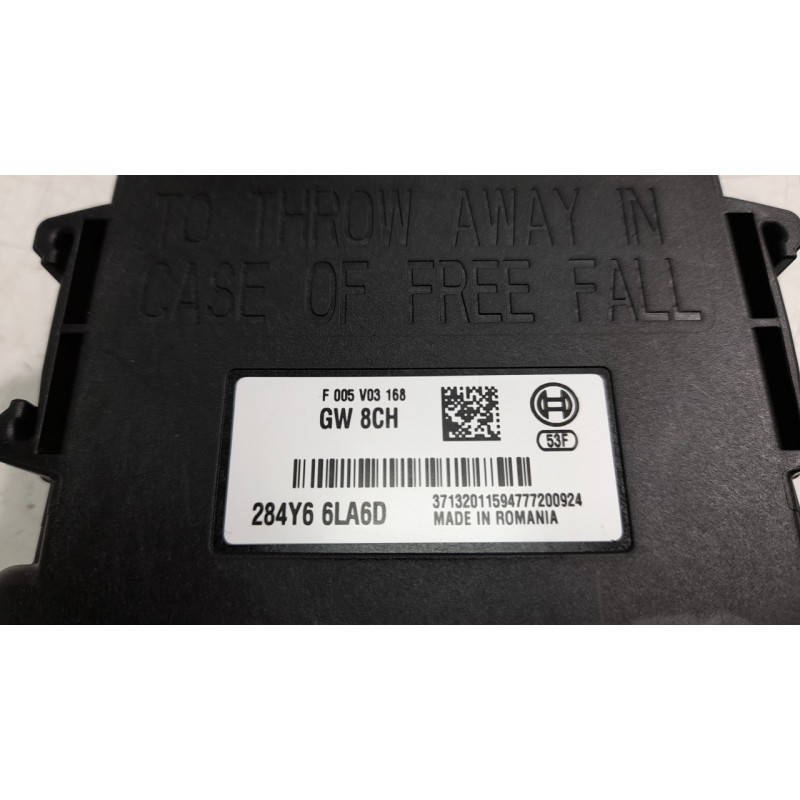 TO THROW AWAY IN
CASE OF FREE FALL
F 005 V03 168
GW 8CH
53F
284Y6 6LA6D
37132011594777200924
MADE IN ROMANIA